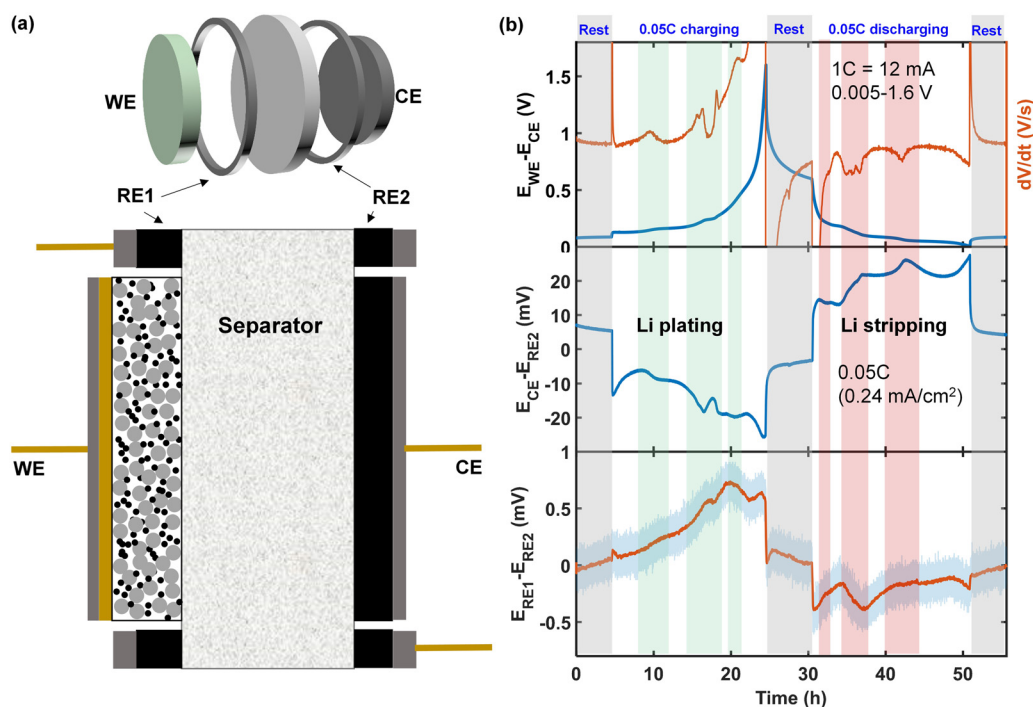 (a)
WE
CE
RE1
RE2
Separator
WE
CE
(b)
Rest
0.05C charging
Rest
0.05C discharging
Rest
1C = 12 mA
0.005-1.6 V
E_WE-E_CE (V)
dV/dt (V/s)
1.5
1
0.5
0
Li plating
Li stripping
0.05C
(0.24 mA/cm²)
E_CE-E_RE2 (mV)
20
10
0
-10
-20
1
E_RE1-E_RE2 (mV)
1
0.5
0
-0.5
0
10
20
30
40
50
Time (h)